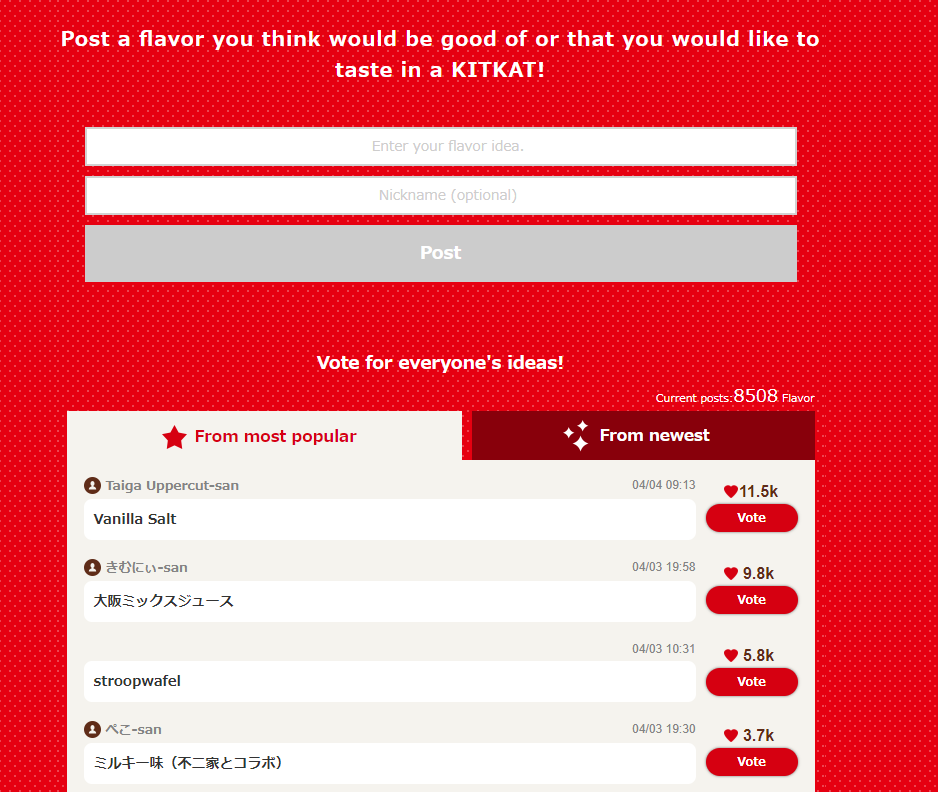 Post a flavor you think would be good of or that you would like to
taste in a KITKAT!
Enter your flavor idea.
Nickname (optional)
Post
Vote for everyone's ideas!
Current posts:8508 Flavor
From most popular
From newest
Taiga Uppercut-san
04/04 09:13
11.5k
Vanilla Salt
Vote
きむにぃ-san
04/03 19:58
9.8k
大阪ミックスジュース
Vote
04/03 10:31
5.8k
stroopwafel
Vote
ぺこ-san
04/03 19:30
3.7k
ミルキー味（不二家とコラボ）
Vote